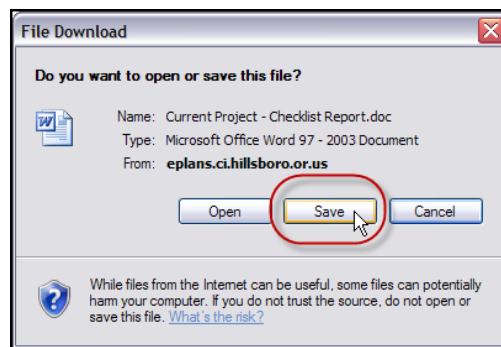 File Download
Do you want to open or save this file?
Name: Current Project - Checklist Report.doc
Type: Microsoft Office Word 97 - 2003 Document
From: eplans.ci.hillsboro.or.us
Open Save Cancel
While files from the Internet can be useful, some files can potentially
harm your computer. If you do not trust the source, do not open or
save this file. What's the risk?